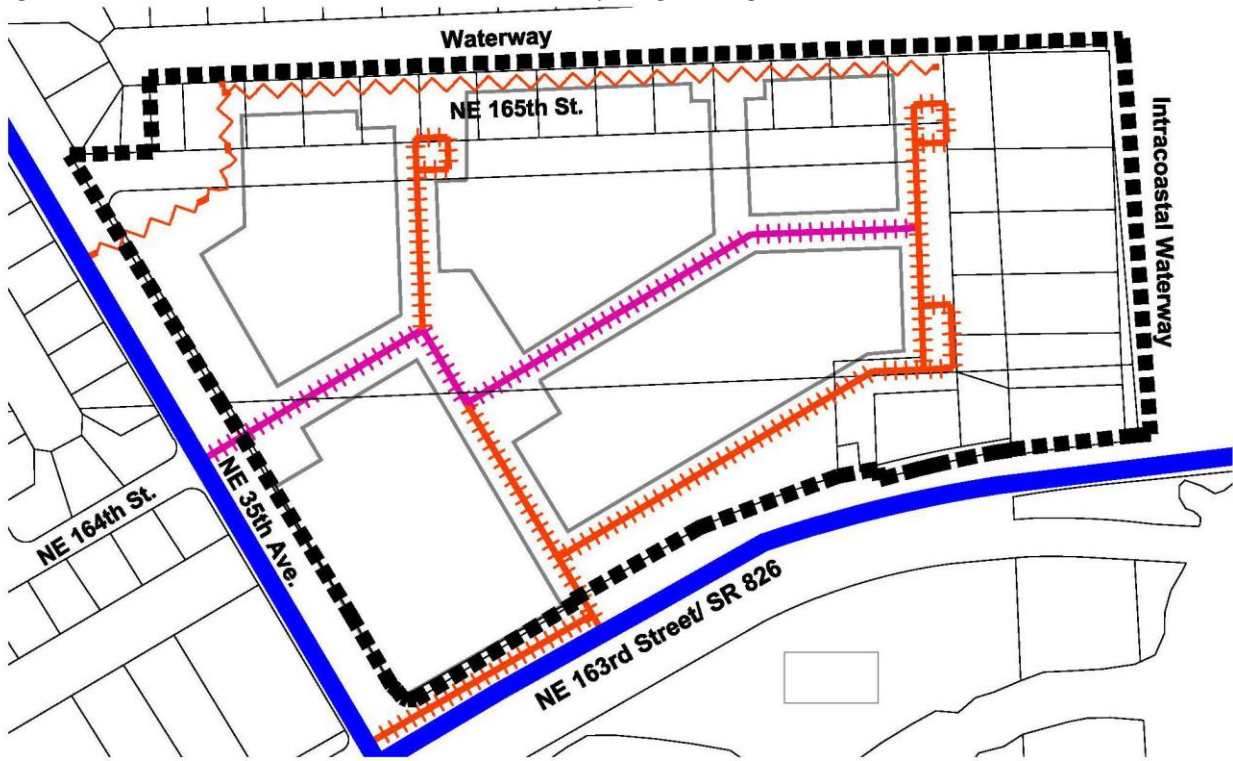 Waterway
NE 165th St.
Intracoastal Waterway
NE 164th St.
NE 35th Ave.
NE 163rd Street/ SR 826